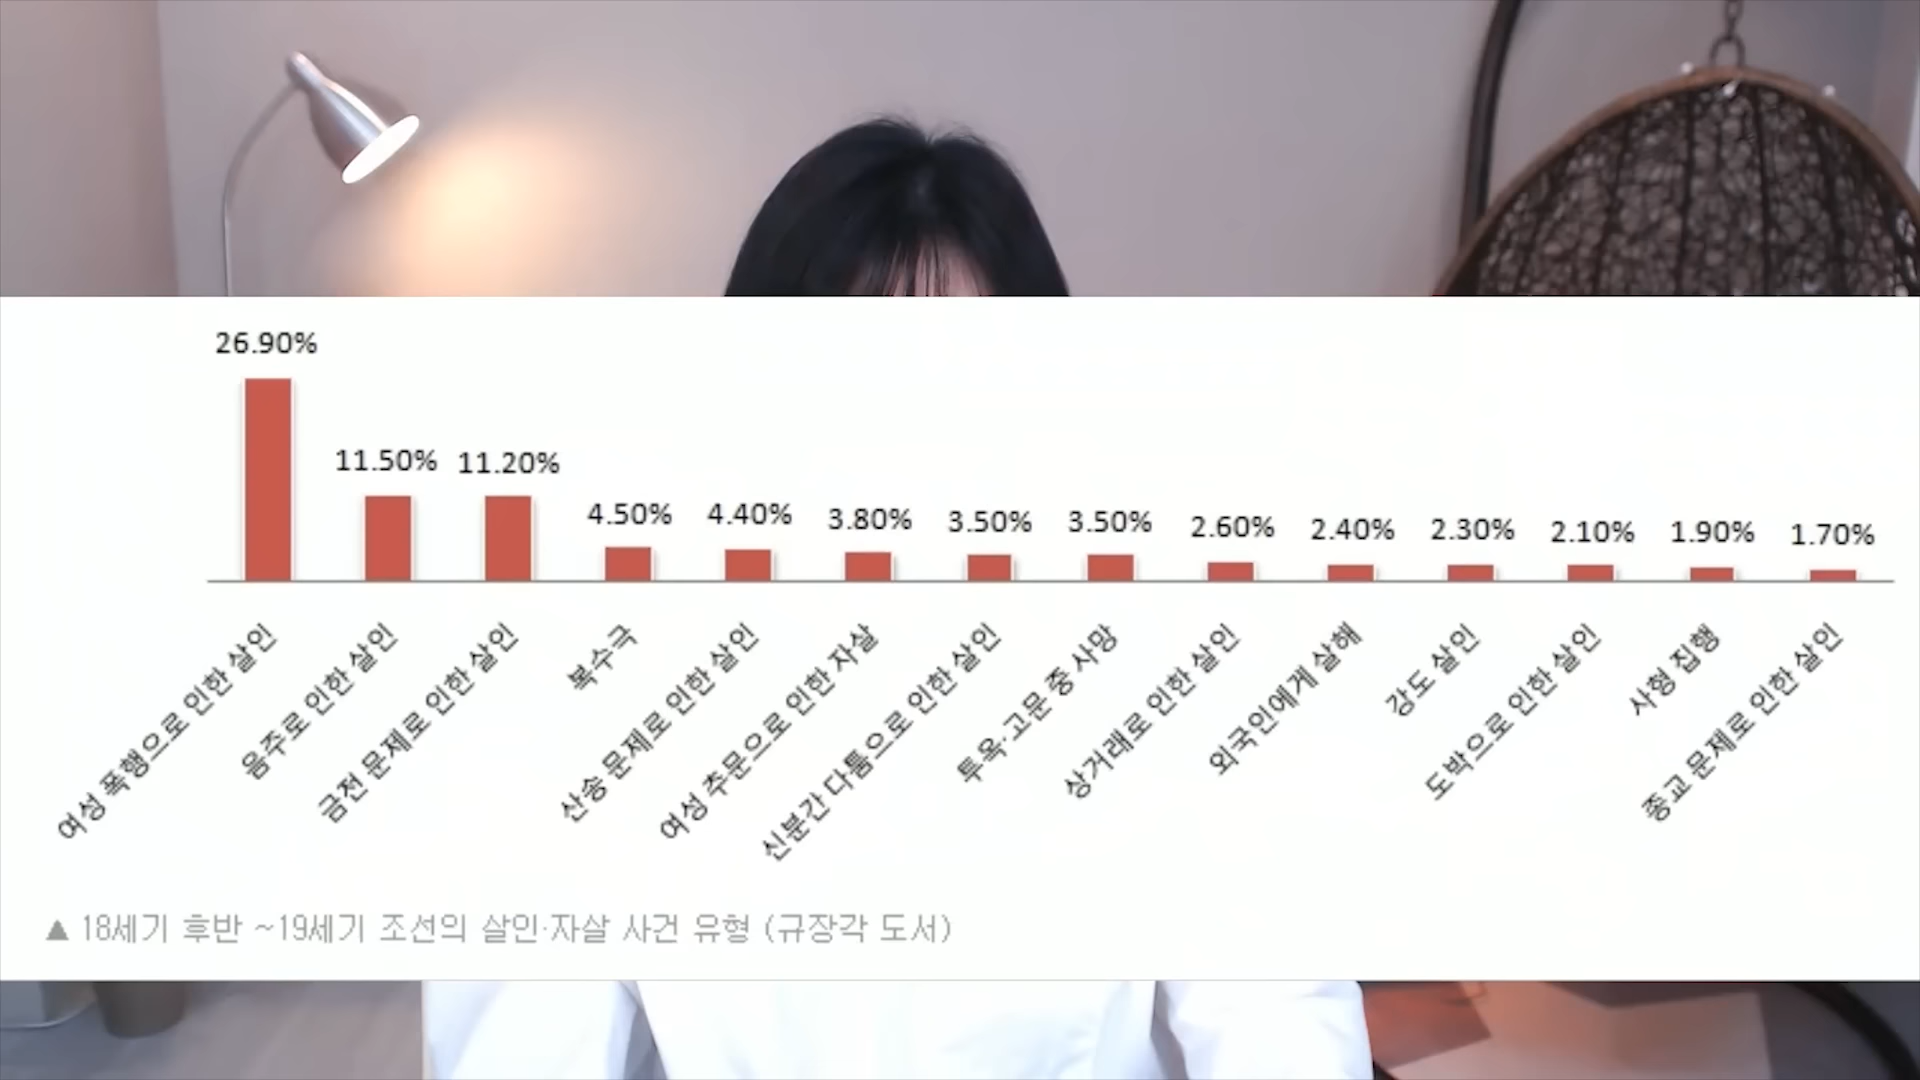 26.90%
11.50%
11.20%
4.50%
4.40%
3.80%
3.50%
3.50%
2.60%
2.40%
2.30%
2.10%
1.90%
1.70%
여성 폭행으로 인한 살인
음주로 인한 살인
금전 문제로 인한 살인
복수극
산송 문제로 인한 살인
여성 추문으로 인한 자살
신분간 다툼으로 인한 살인
투옥·고문 중 사망
상거래로 인한 살인
외국인에게 살해
강도 살인
도박으로 인한 살인
사형 집행
종교 문제로 인한 살인
▲ 18세기 후반 ~19세기 조선의 살인·자살 사건 유형 (규장각 도서)